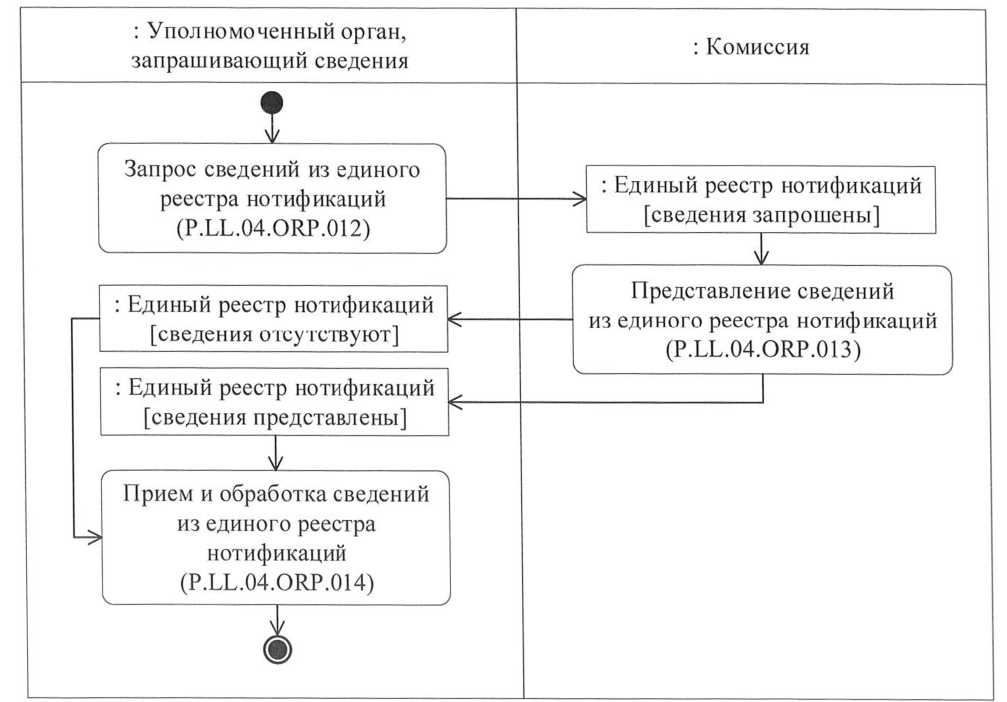 : Уполномоченный орган,
запрашивающий сведения
: Комиссия
Запрос сведений из единого
реестра нотификаций
(P.LL.04.ORP.012)
: Единый реестр нотификаций
[сведения запрошены]
Представление сведений
из единого реестра нотификаций
(P.LL.04.ORP.013)
: Единый реестр нотификаций
[сведения отсутствуют]
: Единый реестр нотификаций
[сведения представлены]
Прием и обработка сведений
из единого реестра
нотификаций
(P.LL.04.ORP.014)